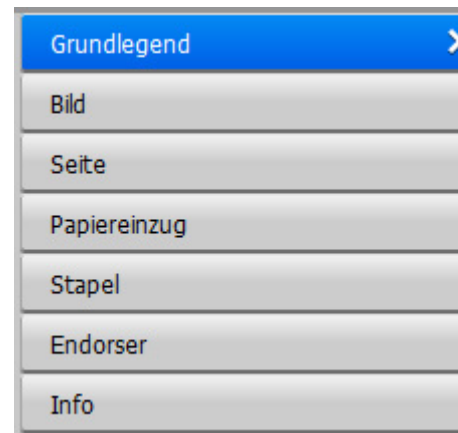 Grundlegend
Bild
Seite
Papiereinzug
Stapel
Endorser
Info